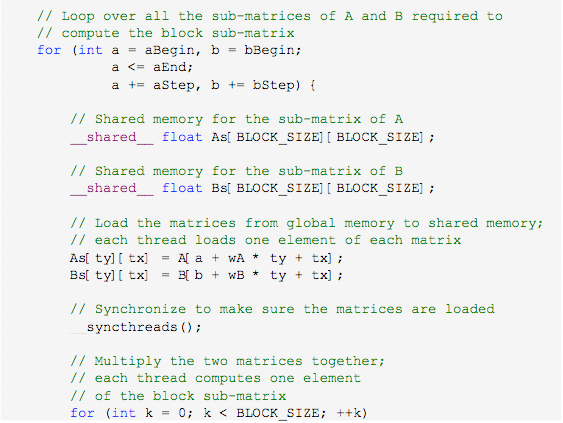 // Loop over all the sub-matrices of A and B required to
// compute the block sub-matrix
for (int a = aBegin, b = bBegin;
a <= aEnd;
a += aStep, b += bStep) {
// Shared memory for the sub-matrix of A
__shared__ float As[BLOCK_SIZE][BLOCK_SIZE];
// Shared memory for the sub-matrix of B
__shared__ float Bs[BLOCK_SIZE][BLOCK_SIZE];
// Load the matrices from global memory to shared memory;
// each thread loads one element of each matrix
As[ty][tx] = A[a + wA * ty + tx];
Bs[ty][tx] = B[b + wB * ty + tx];
// Synchronize to make sure the matrices are loaded
__syncthreads();
// Multiply the two matrices together;
// each thread computes one element
// of the block sub-matrix
for (int k = 0; k < BLOCK_SIZE; ++k)